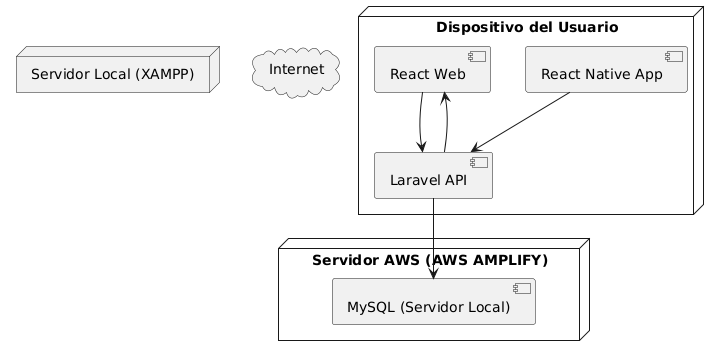 Dispositivo del Usuario
Servidor Local (XAMPP)
Internet
React Web
React Native App
Laravel API
Servidor AWS (AWS AMPLIFY)
MySQL (Servidor Local)